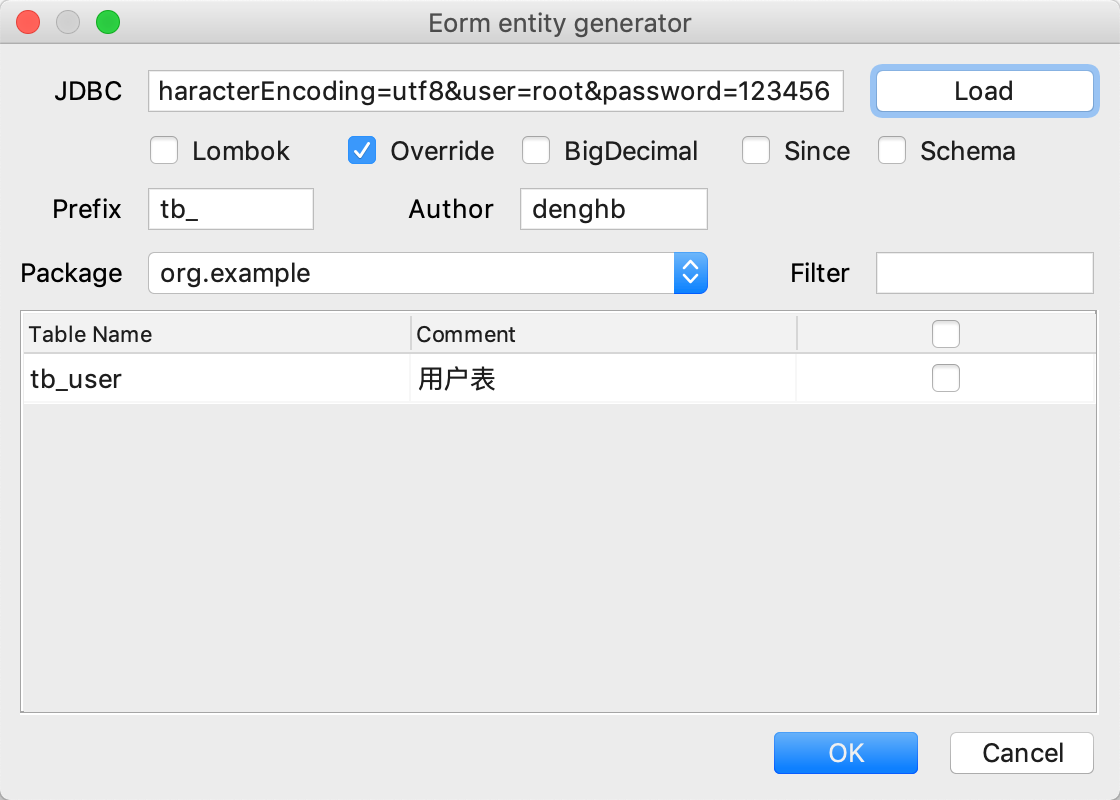 Eorm entity generator
JDBC haracterEncoding=utf8&user=root&password=123456 Load
Lombok Override BigDecimal Since Schema
Prefix tb_ Author denghb
Package org.example Filter
Table Name Comment
tb_user 用户表
OK Cancel